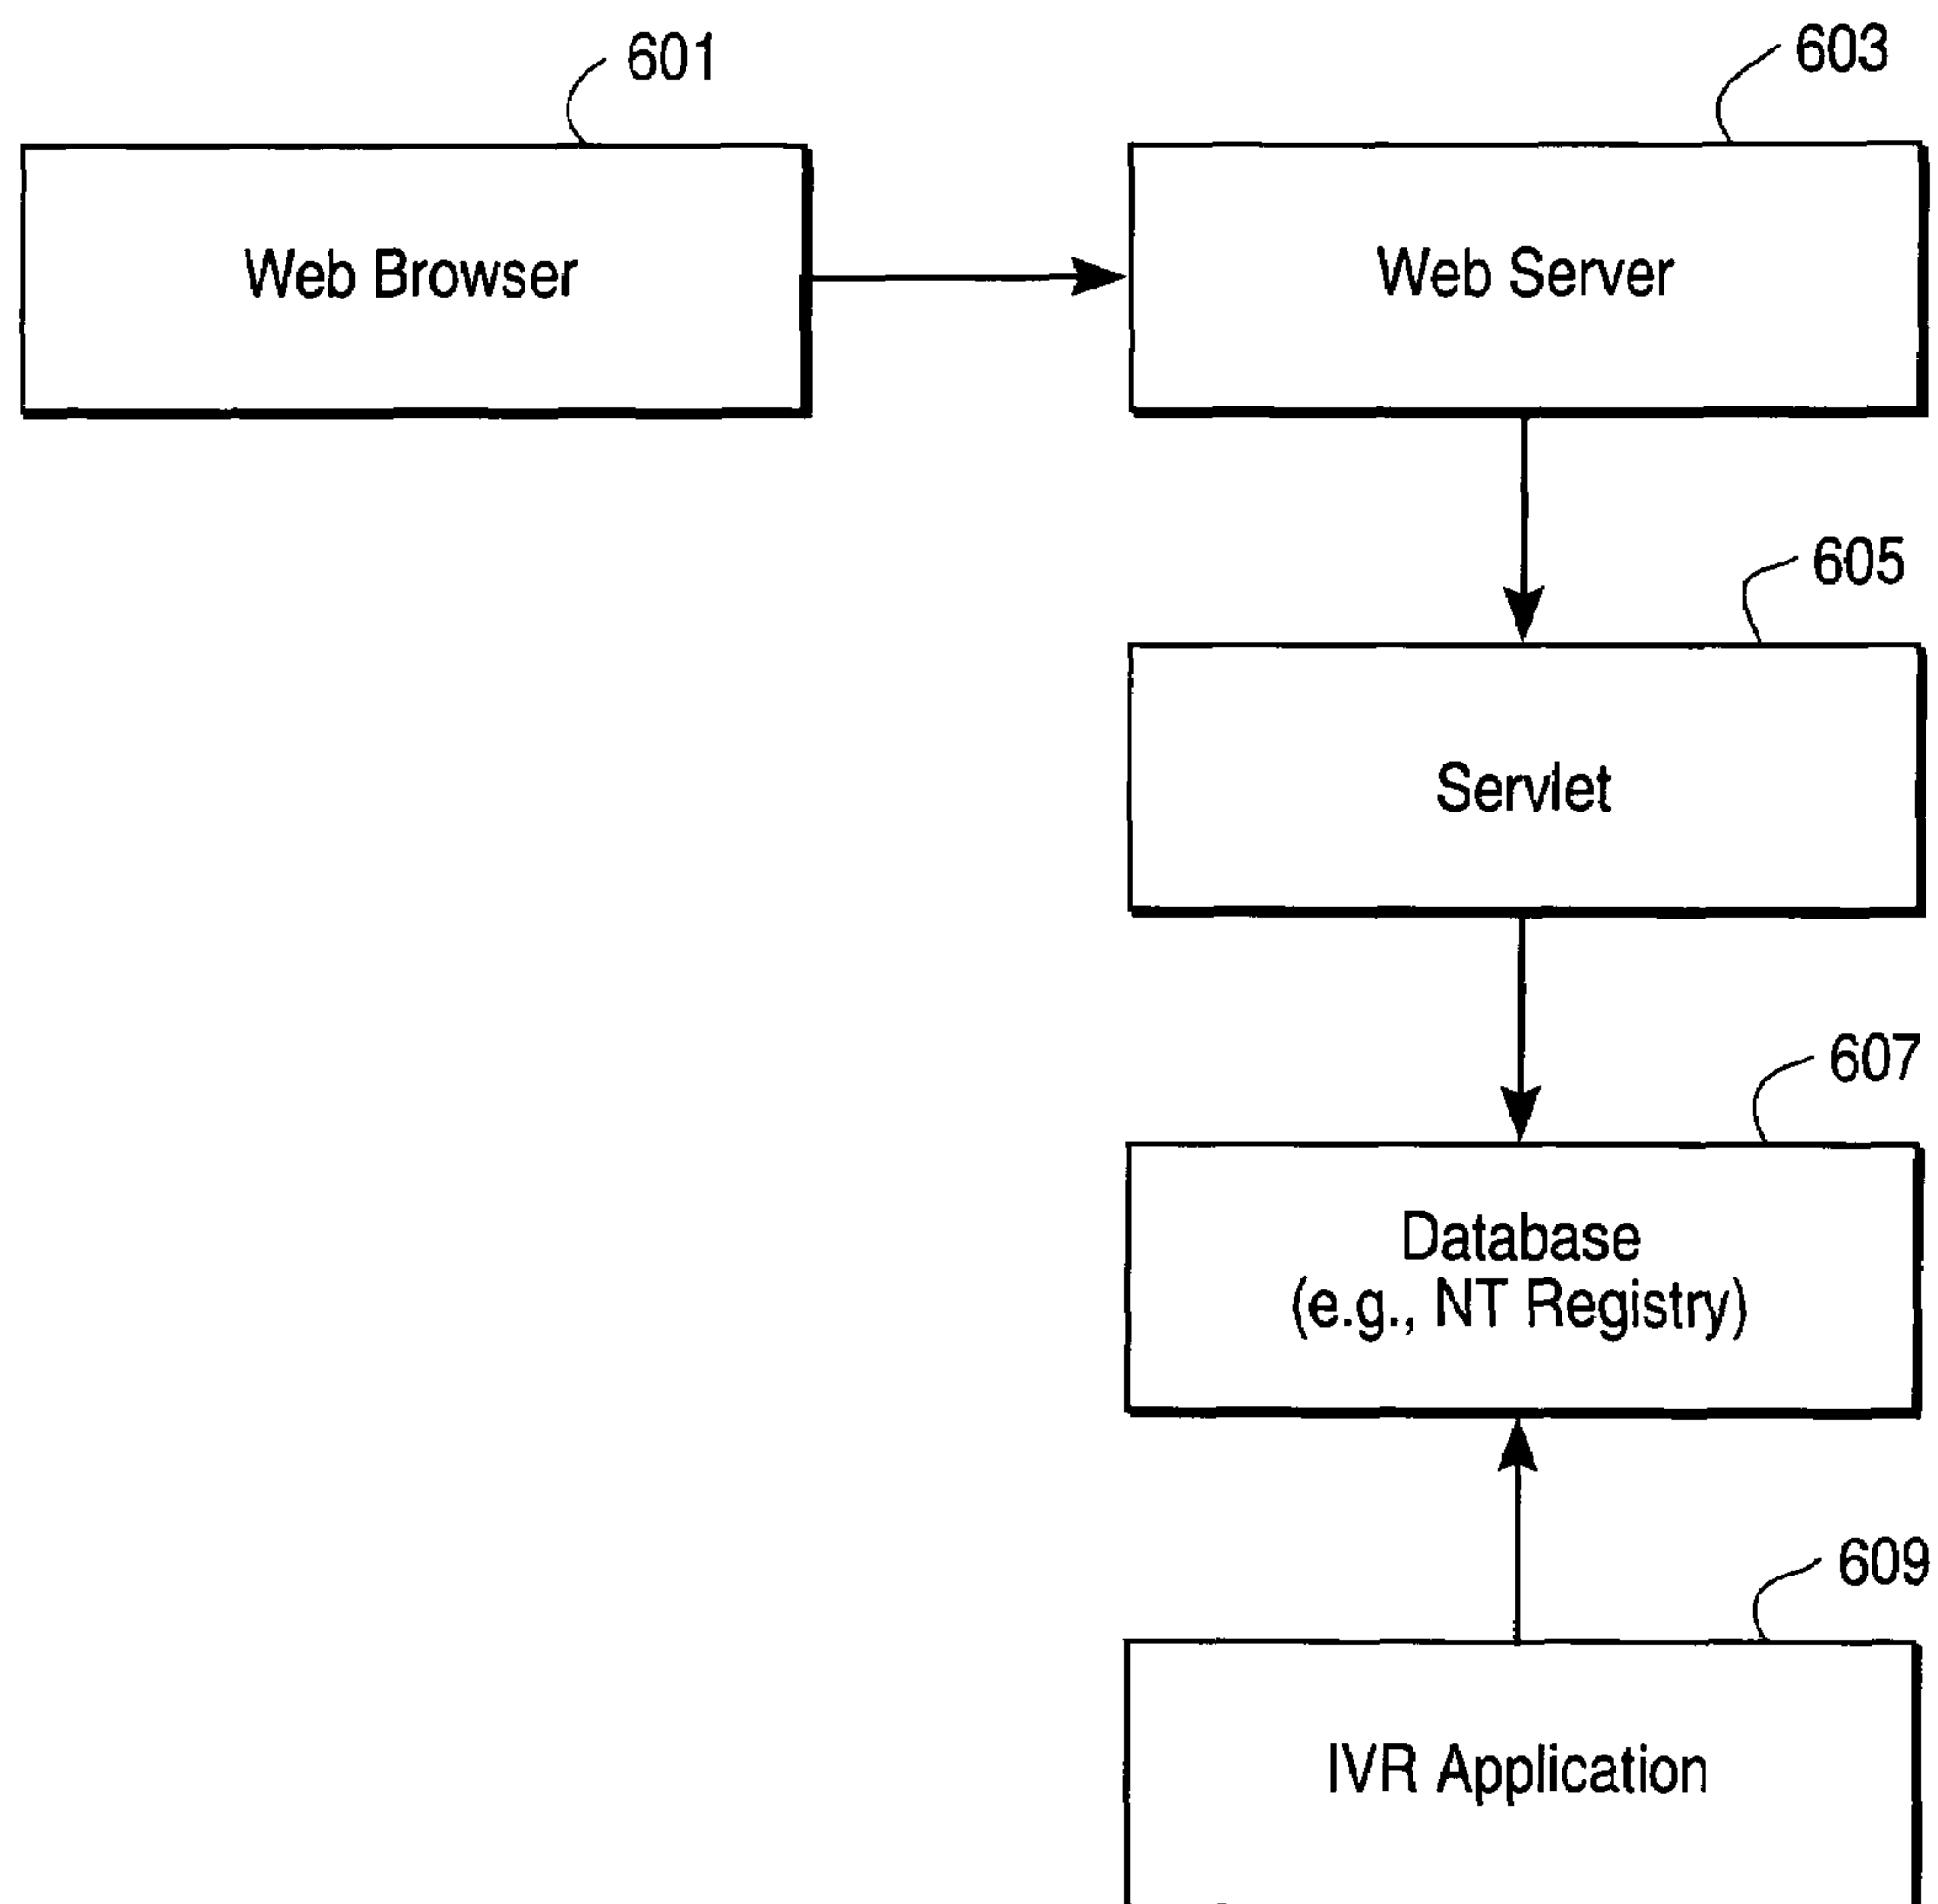 601
603
Web Browser
Web Server
605
Servlet
607
Database
(e.g., NT Registry)
609
IVR Application